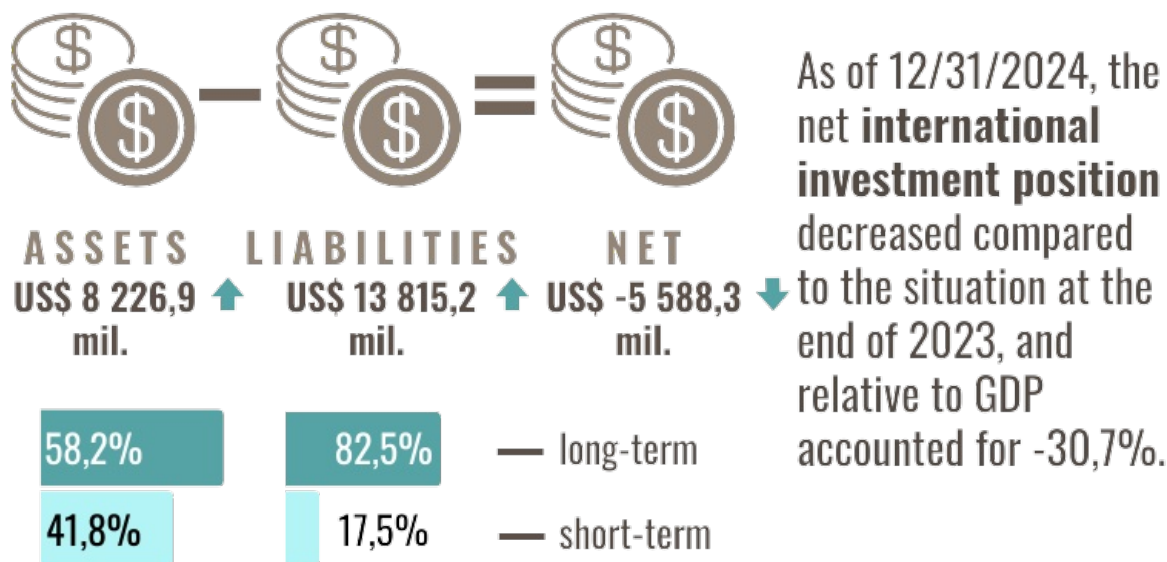 ASSETS
US$ 8 226,9
mil.
LIABILITIES
US$ 13 815,2
mil.
NET
US$ -5 588,3
mil.
As of 12/31/2024, the
net international
investment position
decreased compared
to the situation at the
end of 2023, and
relative to GDP
accounted for -30,7%.
58,2%
82,5%
long-term
41,8%
17,5%
short-term